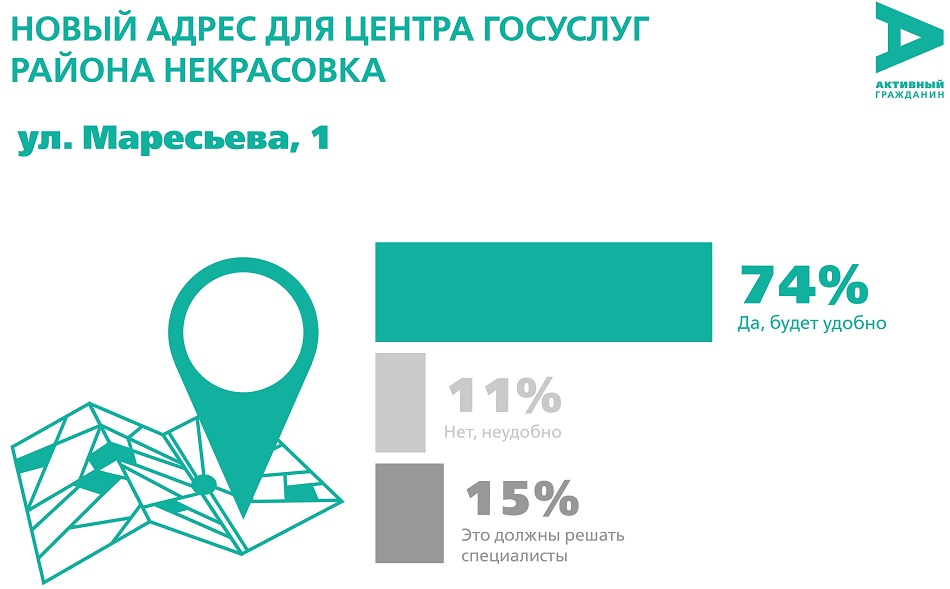 НОВЫЙ АДРЕС ДЛЯ ЦЕНТРА ГОСУСЛУГ
РАЙОНА НЕКРАСОВКА
АКТИВНЫЙ
ГРАЖДАНИН
ул. Маресьева, 1
74%
Да, будет удобно
11%
Нет, неудобно
15%
Это должны решать
специалисты